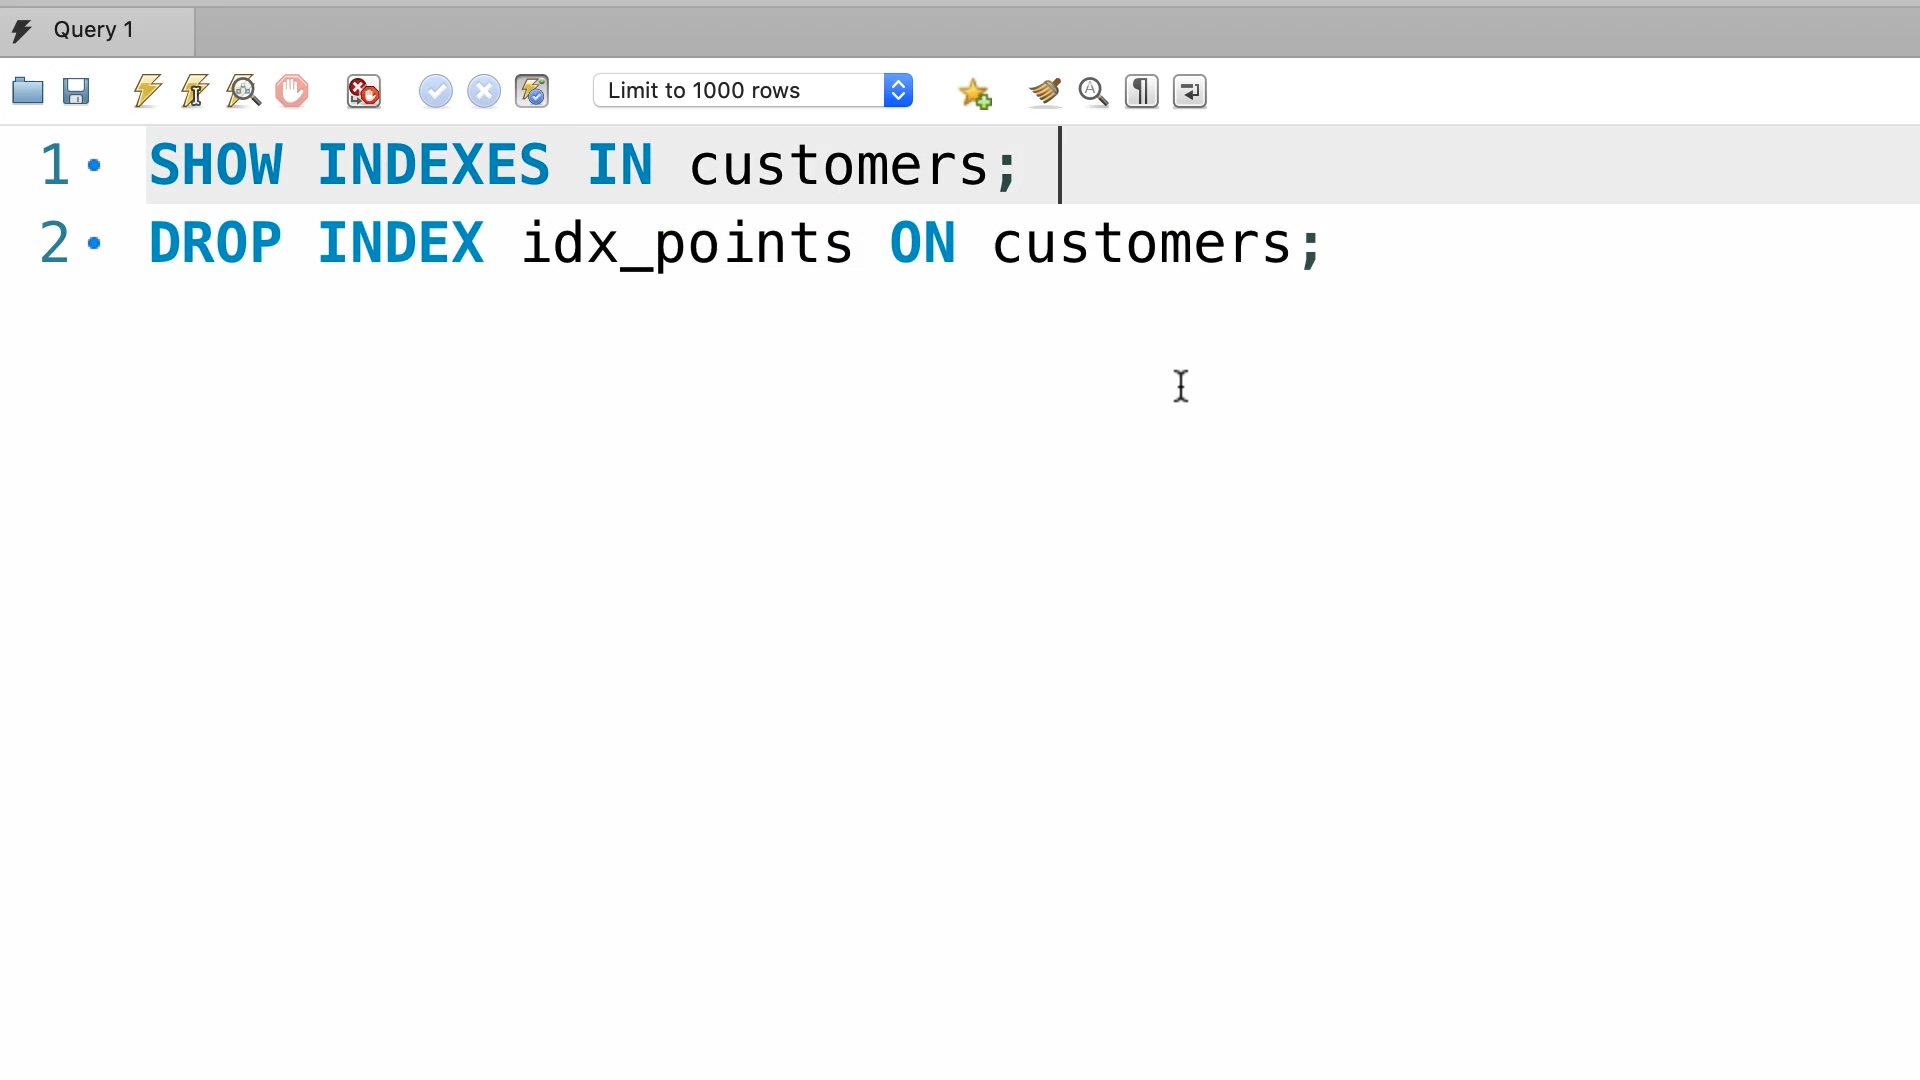 Query 1
Limit to 1000 rows
1 SHOW INDEXES IN customers;
2 DROP INDEX idx_points ON customers;